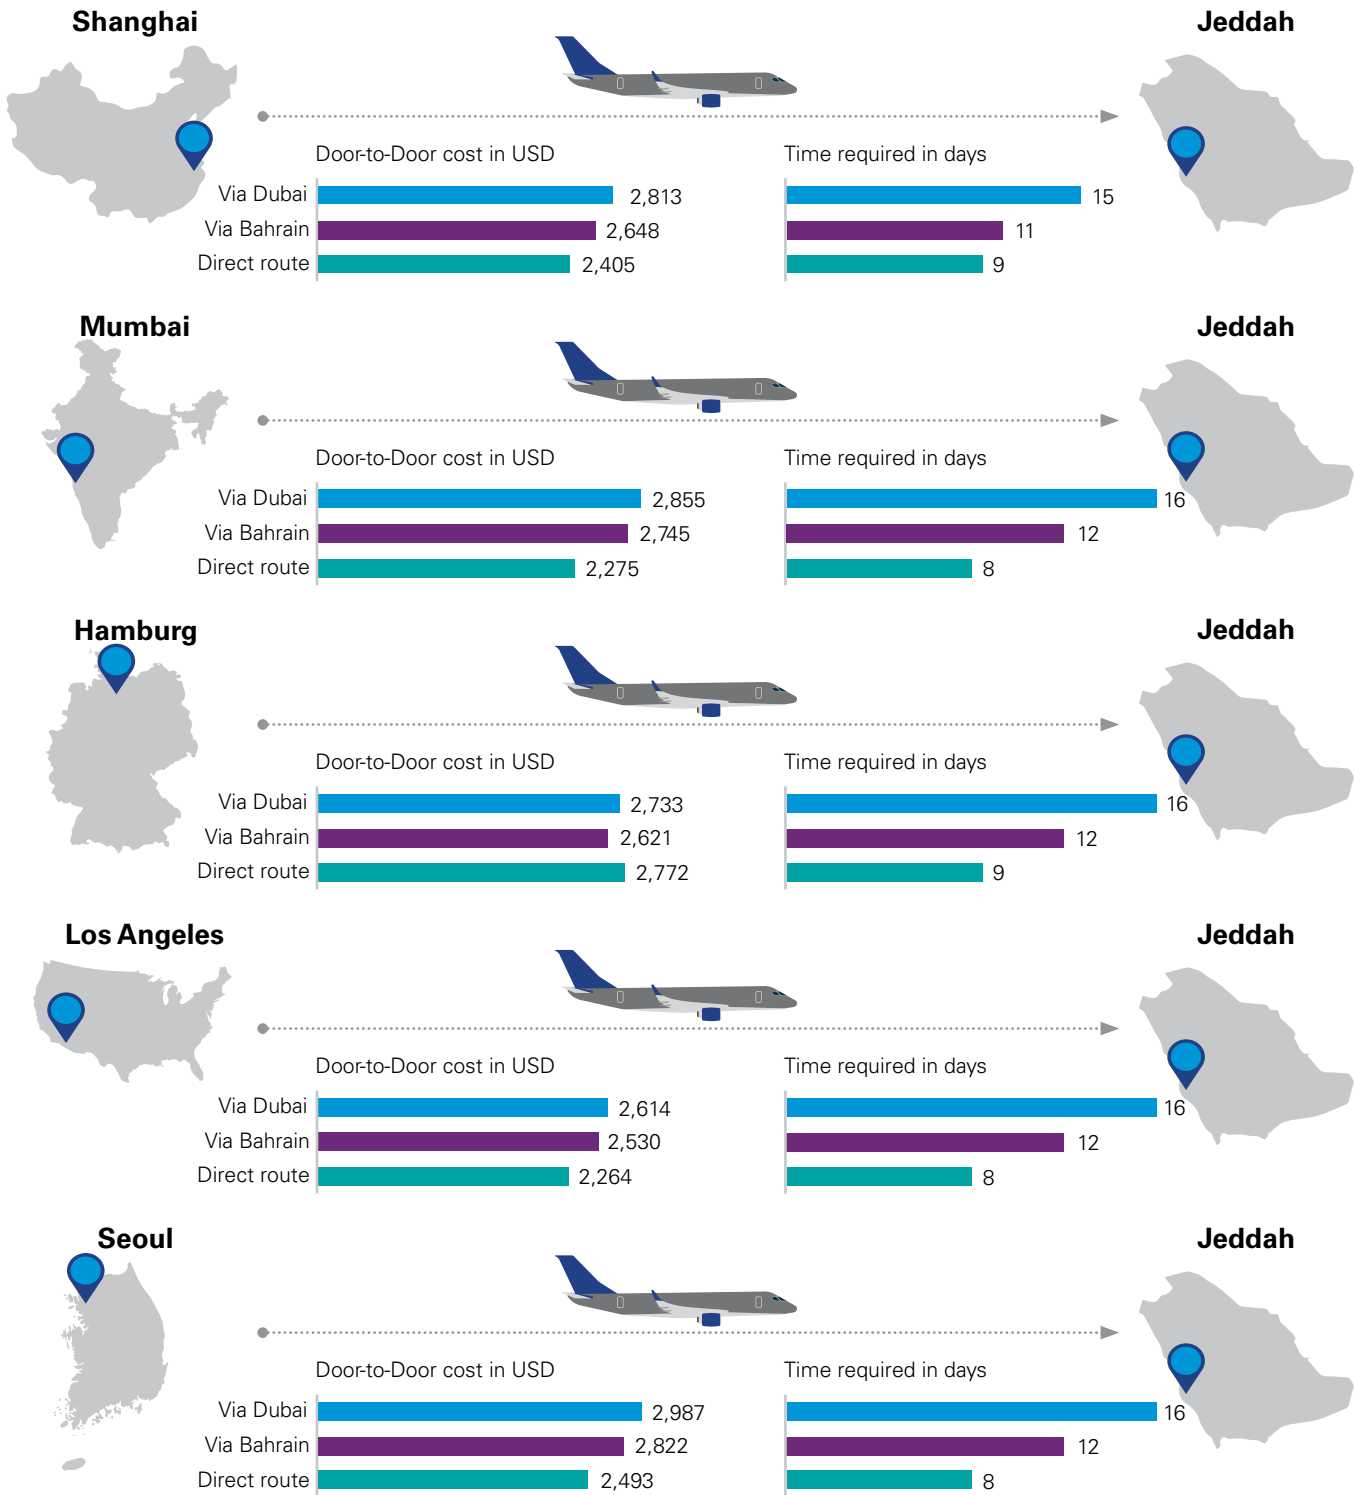 Shanghai
Jeddah
Door-to-Door cost in USD
Time required in days
Via Dubai 2,813 15
Via Bahrain 2,648 11
Direct route 2,405 9
Mumbai
Jeddah
Door-to-Door cost in USD
Time required in days
Via Dubai 2,855 16
Via Bahrain 2,745 12
Direct route 2,275 8
Hamburg
Jeddah
Door-to-Door cost in USD
Time required in days
Via Dubai 2,733 16
Via Bahrain 2,621 12
Direct route 2,772 9
Los Angeles
Jeddah
Door-to-Door cost in USD
Time required in days
Via Dubai 2,614 16
Via Bahrain 2,530 12
Direct route 2,264 8
Seoul
Jeddah
Door-to-Door cost in USD
Time required in days
Via Dubai 2,987 16
Via Bahrain 2,822 12
Direct route 2,493 8